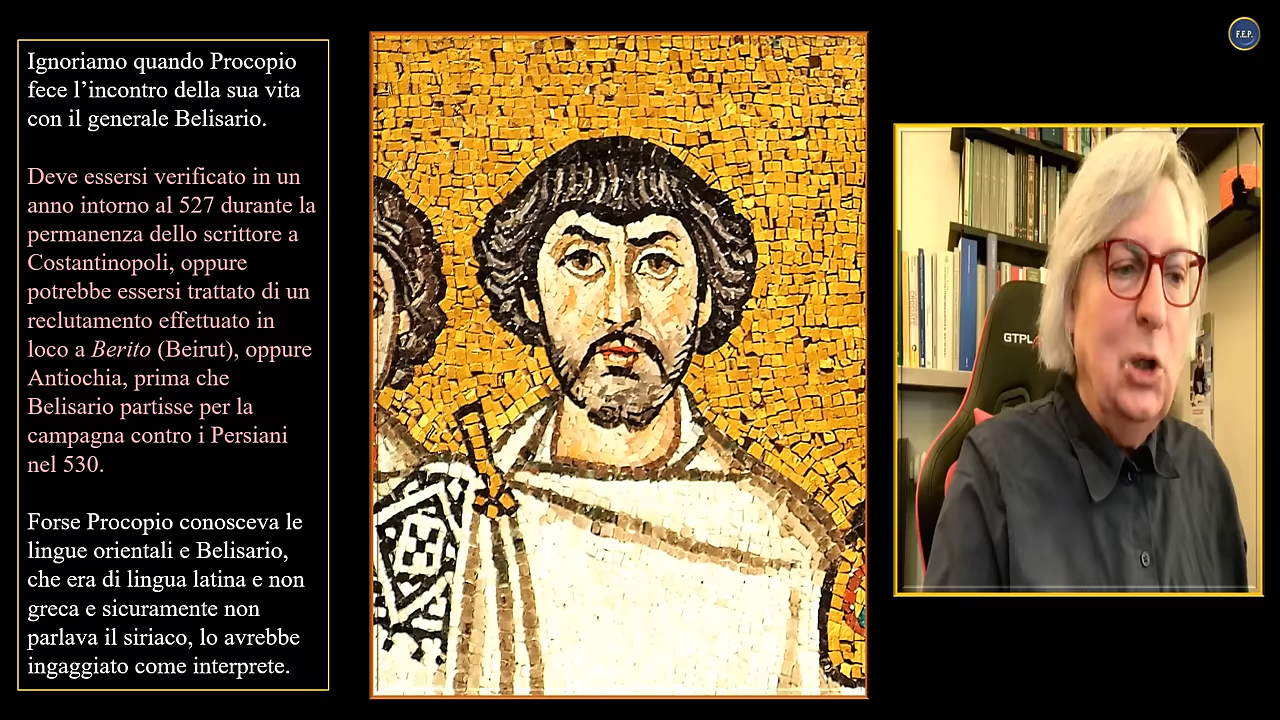 Ignoriamo quando Procopio
fece l’incontro della sua vita
con il generale Belisario.
Deve essersi verificato in un
anno intorno al 527 durante la
permanenza dello scrittore a
Costantinopoli, oppure
potrebbe essersi trattato di un
reclutamento effettuato in
loco a Berito (Beirut), oppure
Antiochia, prima che
Belisario partisse per la
campagna contro i Persiani
nel 530.
Forse Procopio conosceva le
lingue orientali e Belisario,
che era di lingua latina e non
greca e sicuramente non
parlava il siriaco, lo avrebbe
ingaggiato come interprete.
F.E.P.
GTPL